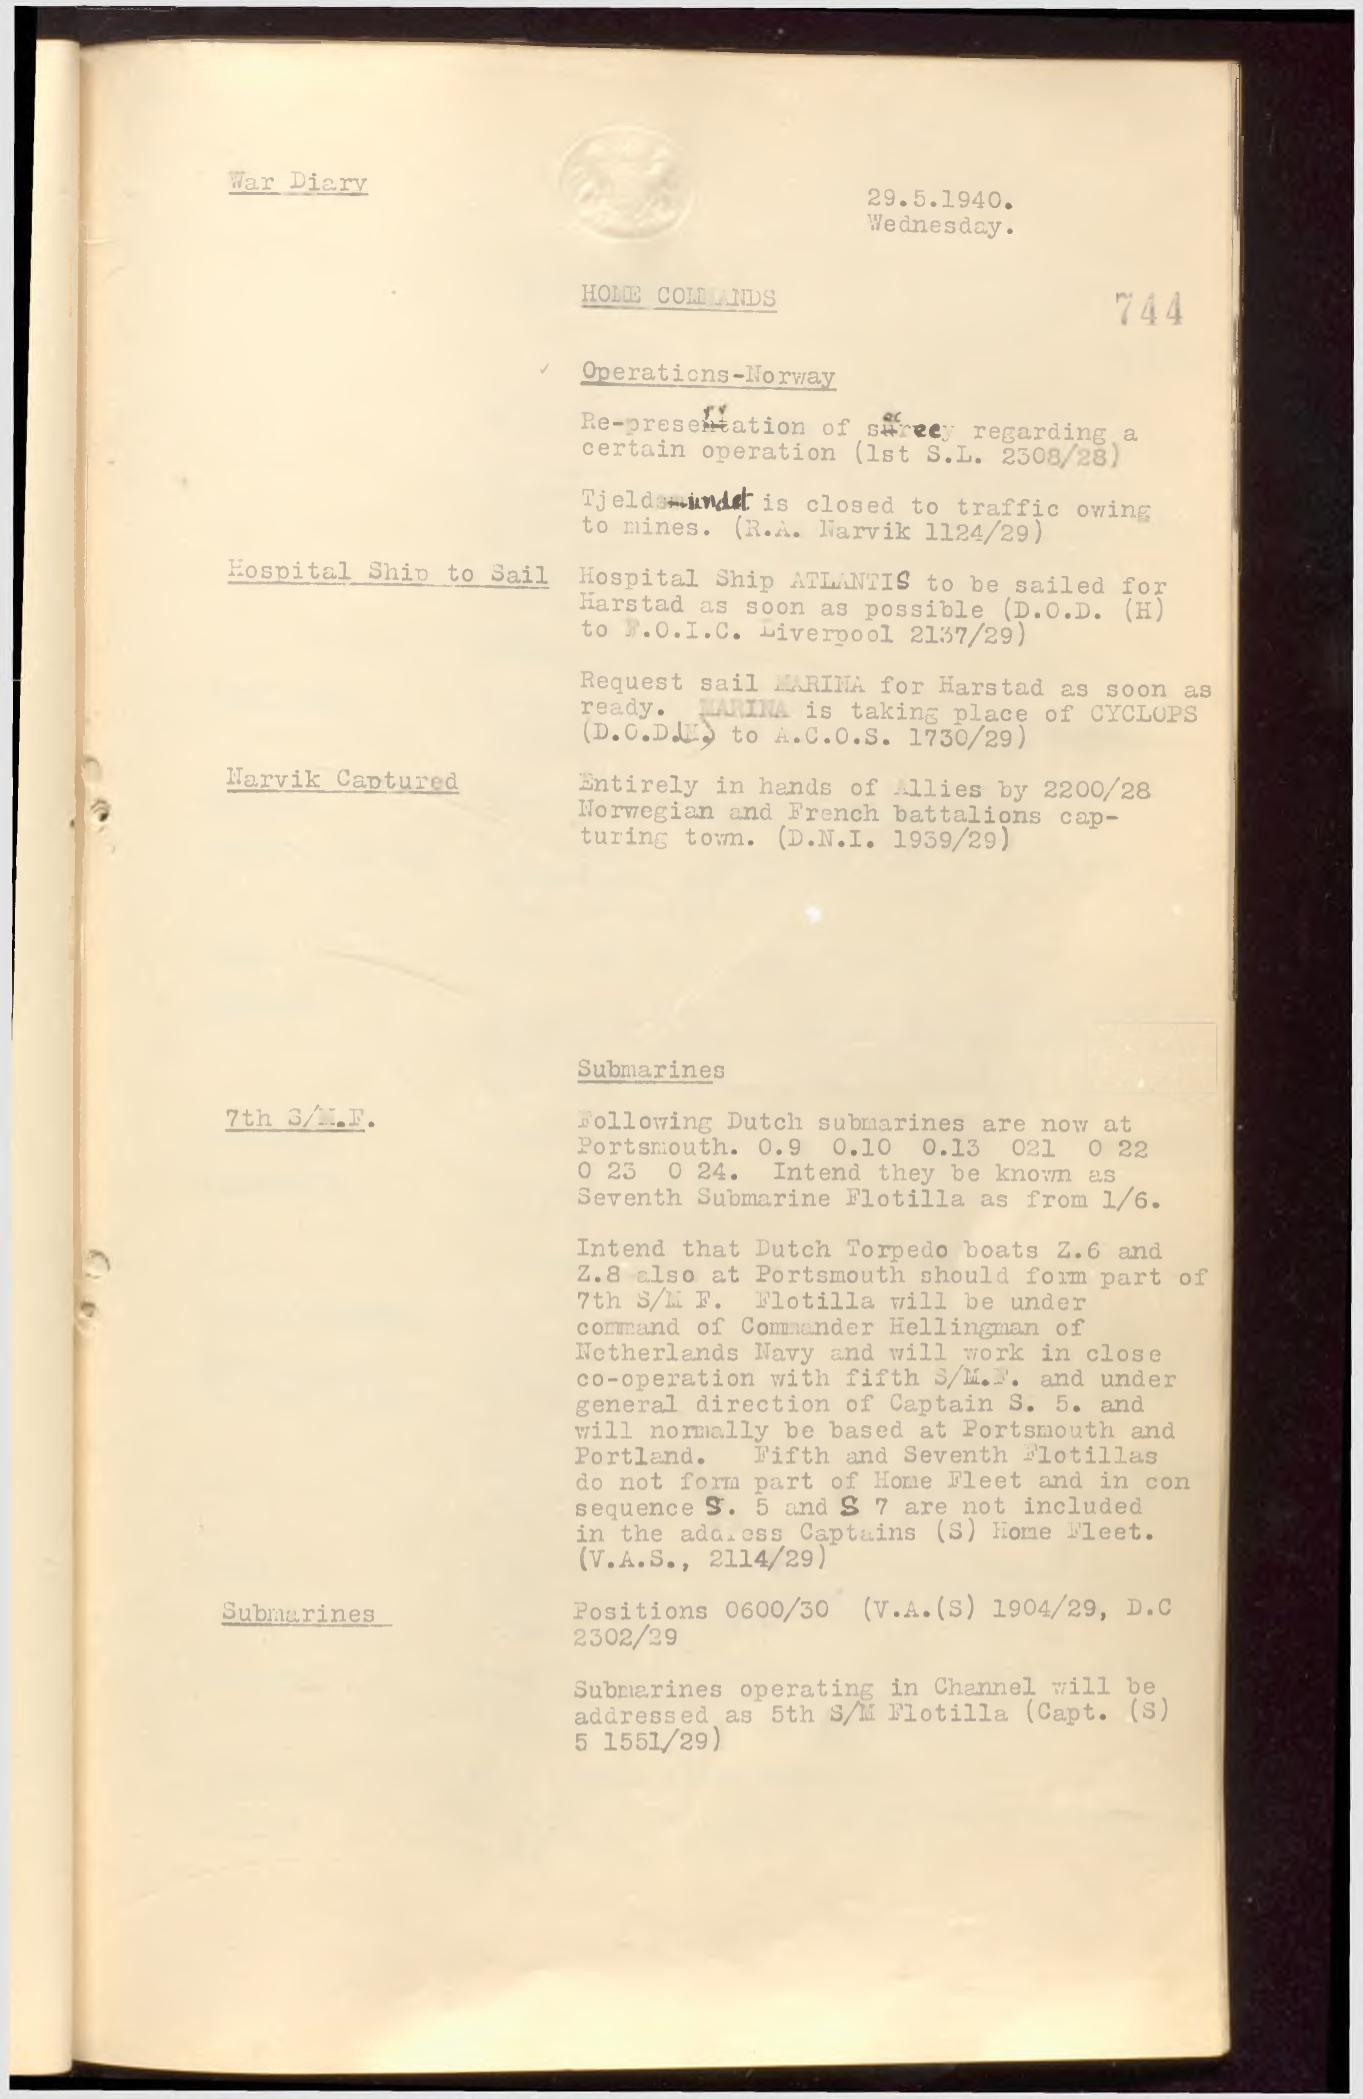 War Diary
29.5.1940.
Wednesday.
HOME COMMANDS
744
✓ Operations-Norway
Re- of regarding a
certain operation (1st S.L. 2308/28)
Tjeldsundet is closed to traffic owing
to mines. (R.A. Narvik 1124/29)
Hospital Ship to Sail
Hospital Ship ATLANTIS to be sailed for
Harstad as soon as possible (D.O.D. (H)
to F.O.I.C. Liverpool 2137/29)
Request sail MARINA for Harstad as soon as
ready. MARINA is taking place of CYCLOPS
(D.O.D.(M.) to A.C.O.S. 1730/29)
Narvik Captured
Entirely in hands of Allies by 2200/28
Norwegian and French battalions cap-
turing town. (D.N.I. 1939/29)
Submarines
7th S/M.F.
Following Dutch submarines are now at
Portsmouth. O.9 O.10 O.13 O21 O 22
O 23 O 24. Intend they be known as
Seventh Submarine Flotilla as from 1/6.
Intend that Dutch Torpedo boats Z.6 and
Z.8 also at Portsmouth should form part of
7th S/M F. Flotilla will be under
command of Commander Hellingman of
Netherlands Navy and will work in close
co-operation with fifth S/M.F. and under
general direction of Captain S. 5. and
will normally be based at Portsmouth and
Portland. Fifth and Seventh Flotillas
do not form part of Home Fleet and in con
sequence S. 5 and S 7 are not included
in the address Captains (S) Home Fleet.
(V.A.S., 2114/29)
Submarines
Positions 0600/30 (V.A.(S) 1904/29, D.C
2302/29
Submarines operating in Channel will be
addressed as 5th S/M Flotilla (Capt. (S)
5 1551/29)